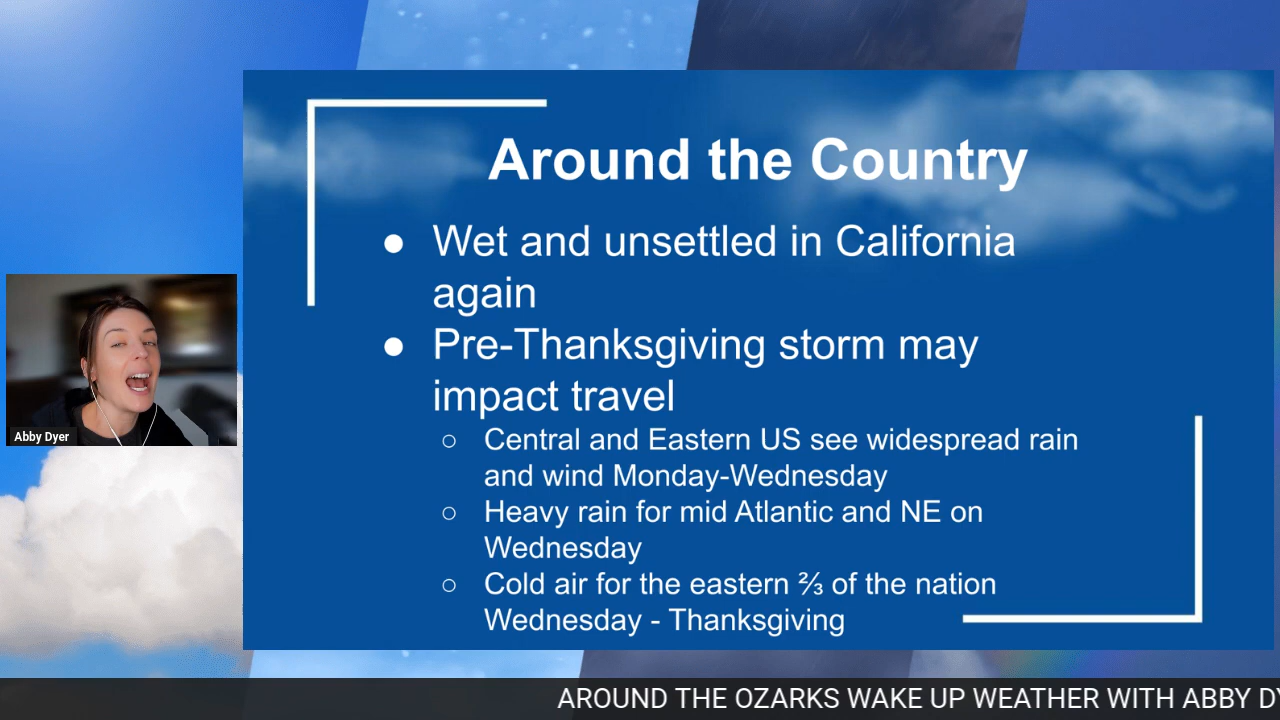 Around the Country
● Wet and unsettled in California
again
● Pre-Thanksgiving storm may
impact travel
○ Central and Eastern US see widespread rain
and wind Monday-Wednesday
○ Heavy rain for mid Atlantic and NE on
Wednesday
○ Cold air for the eastern ⅔ of the nation
Wednesday - Thanksgiving
Abby Dyer
AROUND THE OZARKS WAKE UP WEATHER WITH ABBY DY